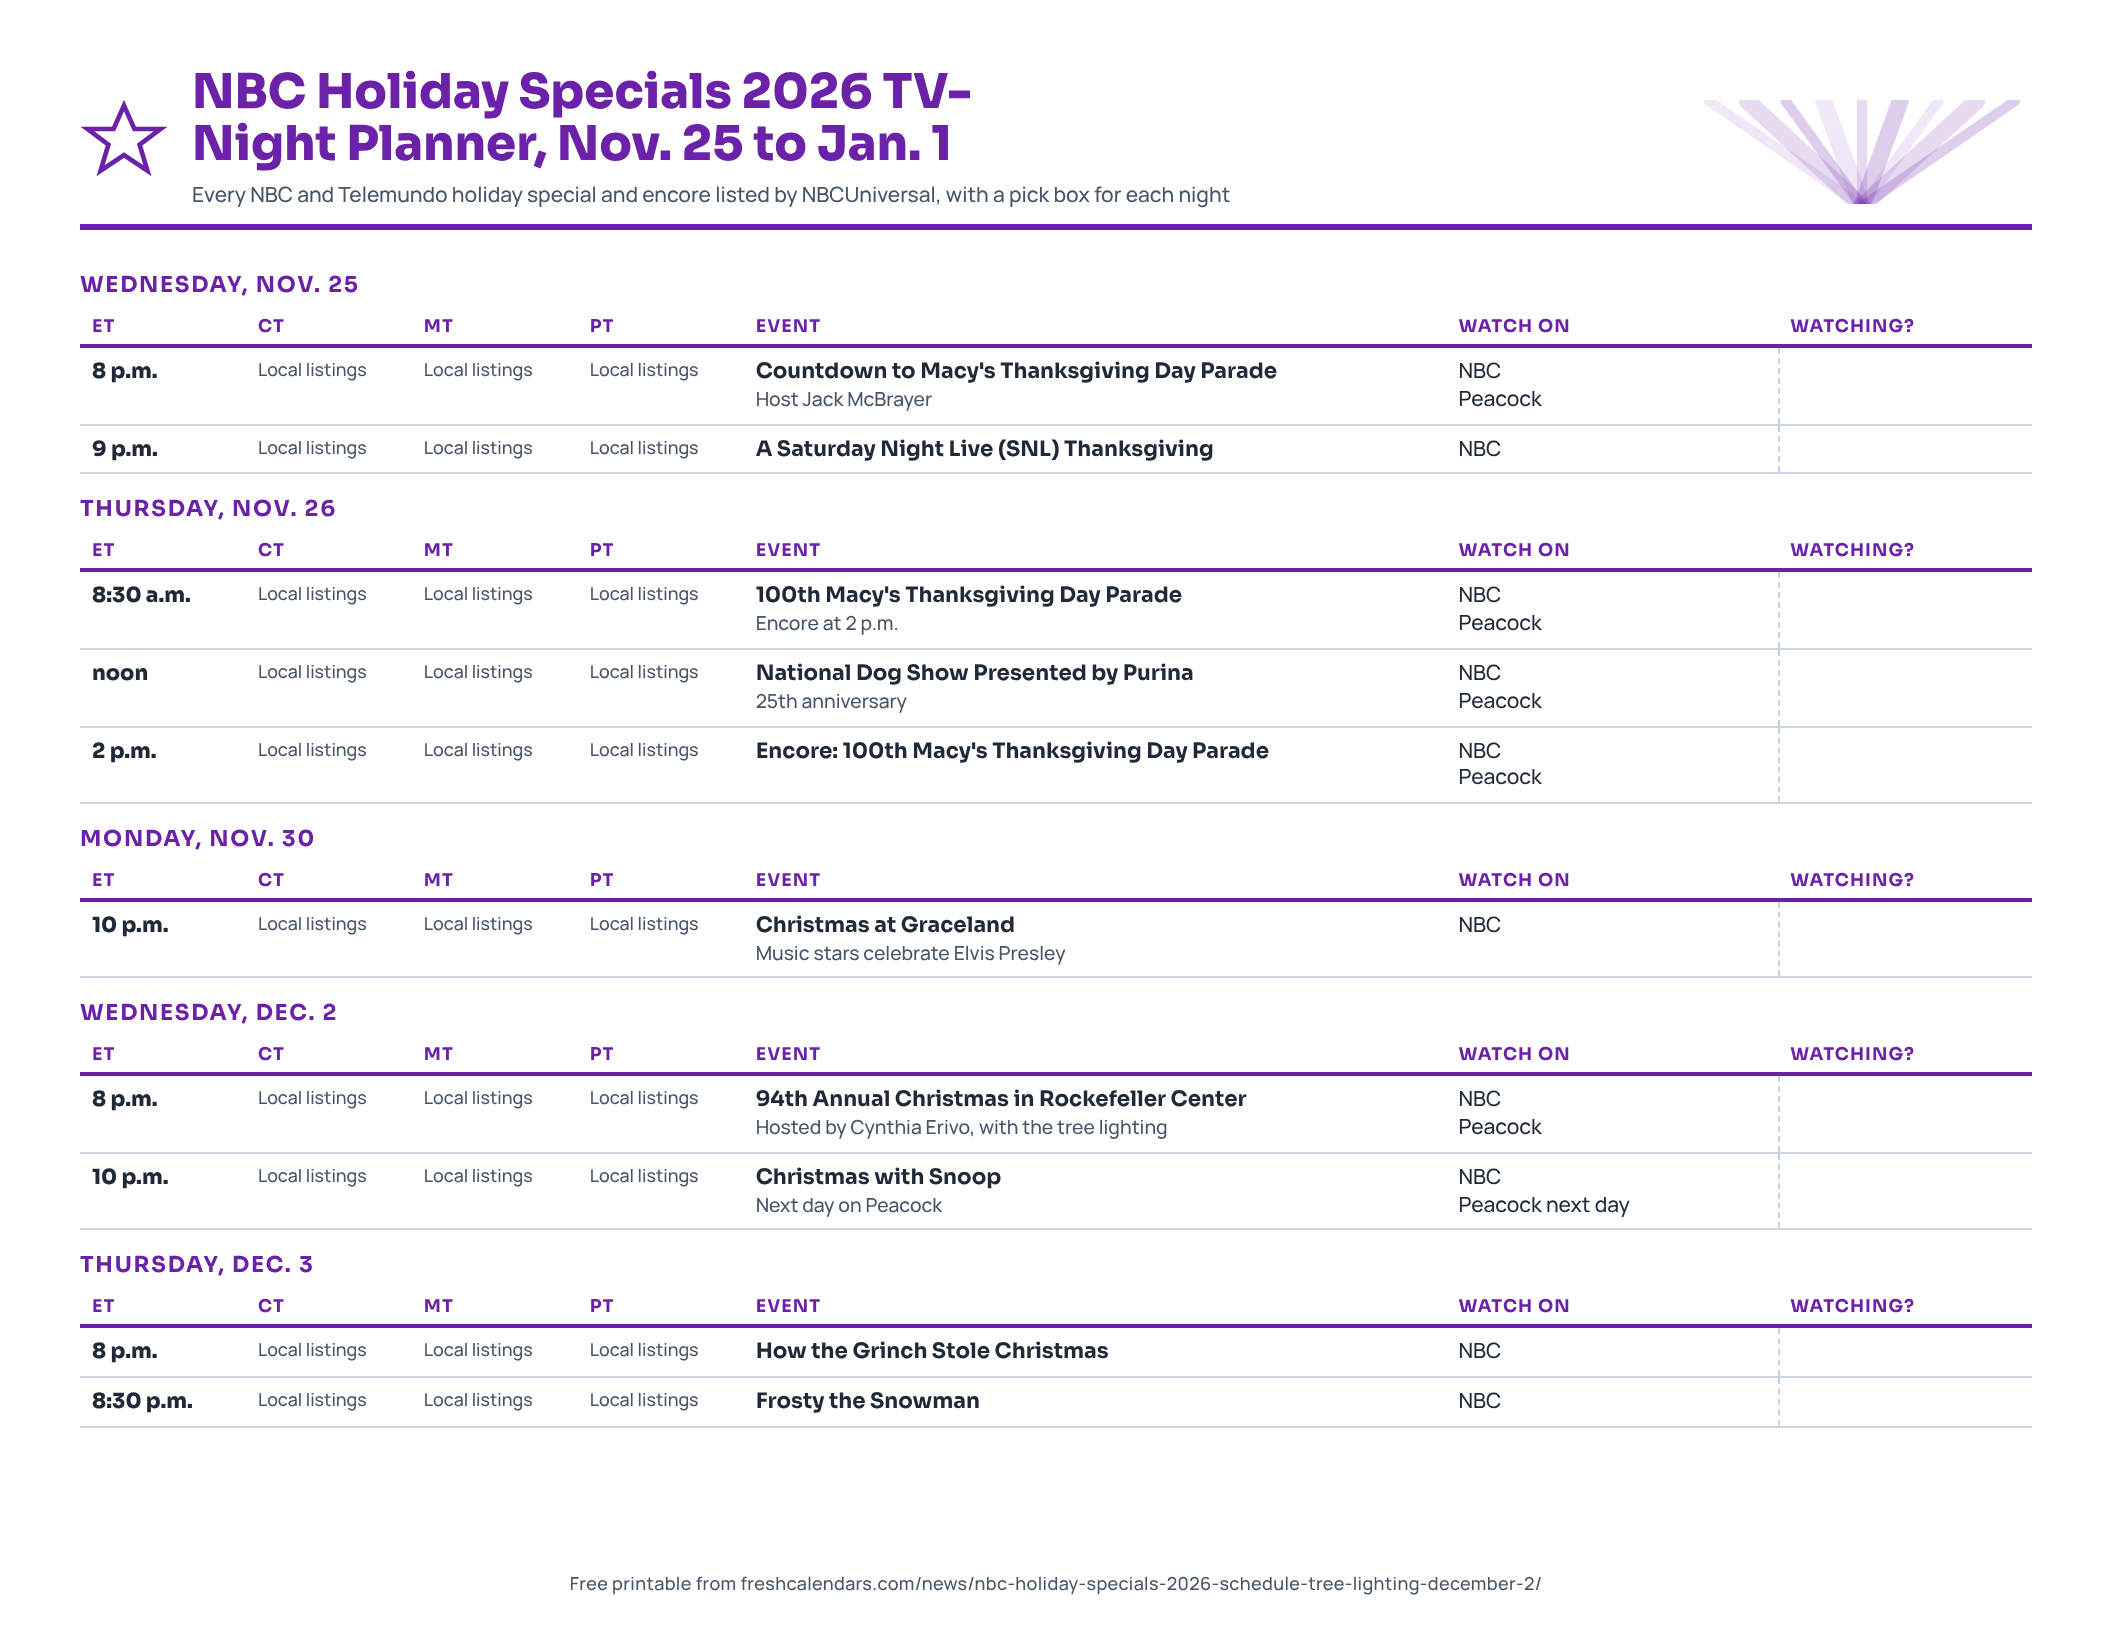 NBC Holiday Specials 2026 TV-
Night Planner, Nov. 25 to Jan. 1
Every NBC and Telemundo holiday special and encore listed by NBCUniversal, with a pick box for each night
WEDNESDAY, NOV. 25
ET CT MT PT EVENT WATCH ON WATCHING?
8 p.m. Local listings Local listings Local listings Countdown to Macy's Thanksgiving Day Parade NBC
Host Jack McBrayer Peacock
9 p.m. Local listings Local listings Local listings A Saturday Night Live (SNL) Thanksgiving NBC
THURSDAY, NOV. 26
ET CT MT PT EVENT WATCH ON WATCHING?
8:30 a.m. Local listings Local listings Local listings 100th Macy's Thanksgiving Day Parade NBC
Encore at 2 p.m. Peacock
noon Local listings Local listings Local listings National Dog Show Presented by Purina NBC
25th anniversary Peacock
2 p.m. Local listings Local listings Local listings Encore: 100th Macy's Thanksgiving Day Parade NBC
Peacock
MONDAY, NOV. 30
ET CT MT PT EVENT WATCH ON WATCHING?
10 p.m. Local listings Local listings Local listings Christmas at Graceland NBC
Music stars celebrate Elvis Presley
WEDNESDAY, DEC. 2
ET CT MT PT EVENT WATCH ON WATCHING?
8 p.m. Local listings Local listings Local listings 94th Annual Christmas in Rockefeller Center NBC
Hosted by Cynthia Erivo, with the tree lighting Peacock
10 p.m. Local listings Local listings Local listings Christmas with Snoop NBC
Next day on Peacock Peacock next day
THURSDAY, DEC. 3
ET CT MT PT EVENT WATCH ON WATCHING?
8 p.m. Local listings Local listings Local listings How the Grinch Stole Christmas NBC
8:30 p.m. Local listings Local listings Local listings Frosty the Snowman NBC
Free printable from freshcalendars.com/news/nbc-holiday-specials-2026-schedule-tree-lighting-december-2/